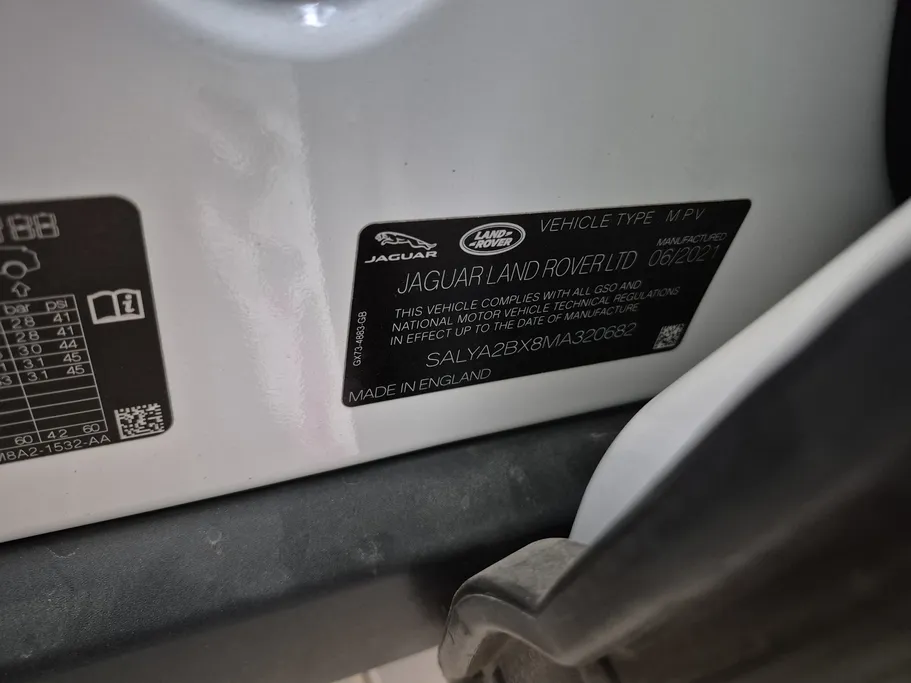 bar psi
2.8 41
2.8 41
3.0 44
3.1 45
3.1 45
60 4.2 60
M8A2-1532-AA
JAGUAR
LAND-
-ROVER
VEHICLE TYPE M.P.V
MANUFACTURED
JAGUAR LAND ROVER LTD 06/2021
THIS VEHICLE COMPLIES WITH ALL GSO AND
NATIONAL MOTOR VEHICLE TECHNICAL REGULATIONS
IN EFFECT UP TO THE DATE OF MANUFACTURE
SALYA2BX8MA320682
MADE IN ENGLAND
GX73-4883-GB